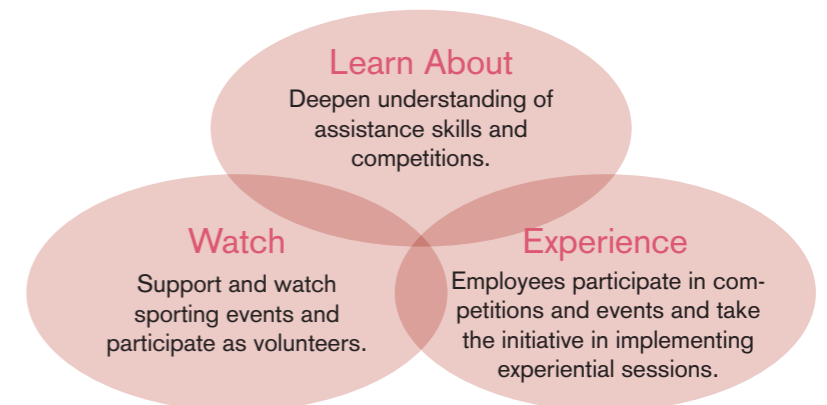 Learn About
Deepen understanding of
assistance skills and
competitions.
Watch
Support and watch
sporting events and
participate as volunteers.
Experience
Employees participate in com-
petitions and events and take
the initiative in implementing
experiential sessions.